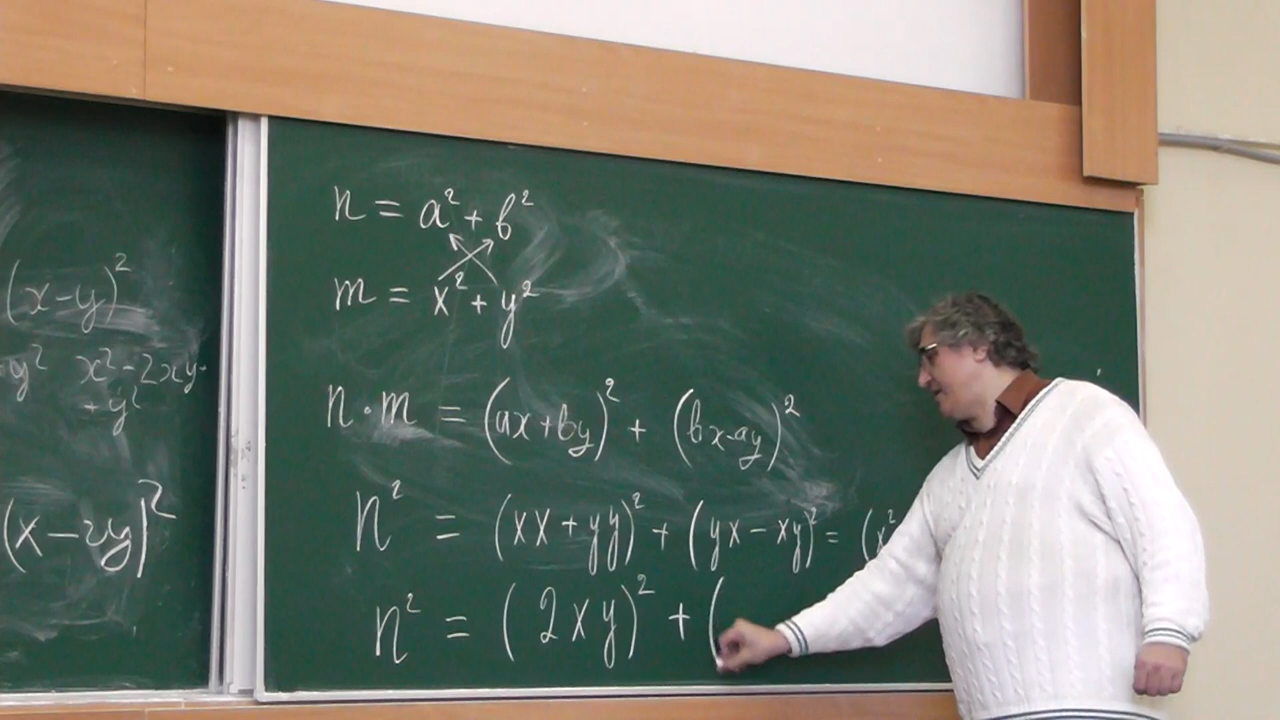 (x-y)²
y² x²-2xy+
+y²
(x-2y)²
n = a² + b²
m = x² + y²
n·m = (ax+by)² + (bx-ay)²
n² = (xx+yy)² + (yx-xy)² = (x²
n² = (2xy)² + (